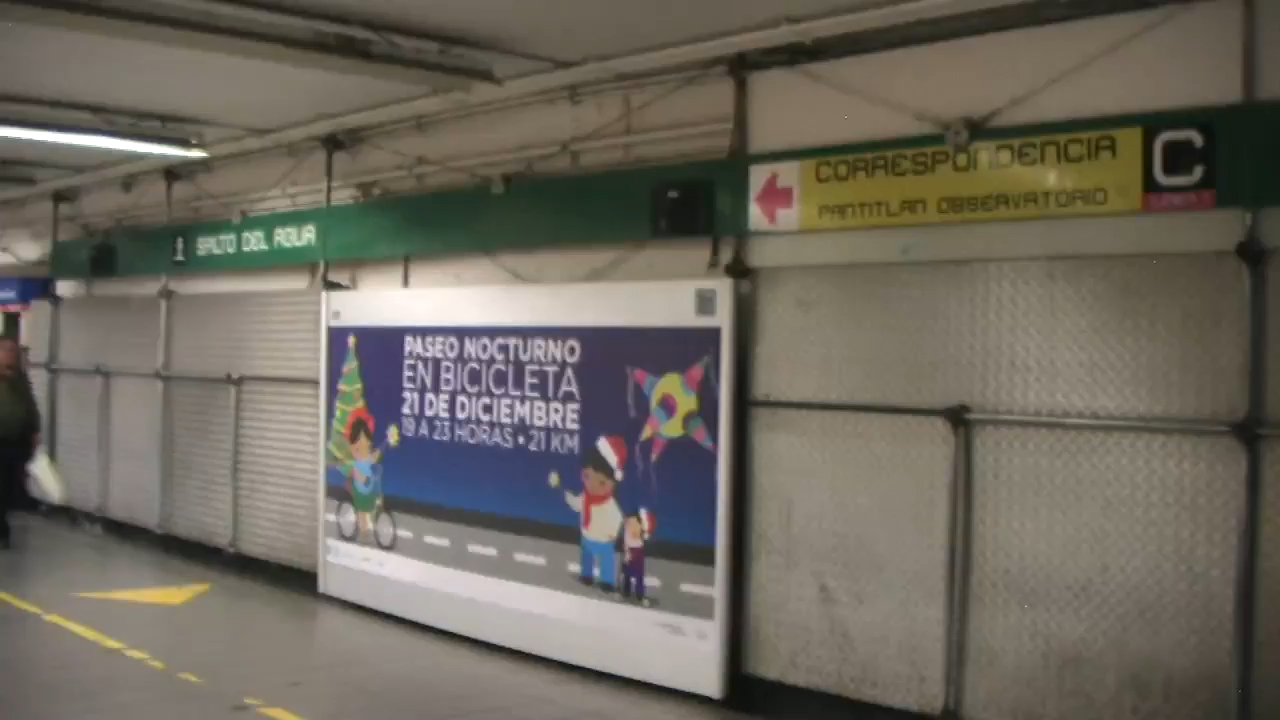 SALTO DEL AGUA
CORRESPONDENCIA
PANTITLAN OBSERVATORIO
C
PASEO NOCTURNO
EN BICICLETA
21 DE DICIEMBRE
19 A 23 HORAS • 21 KM